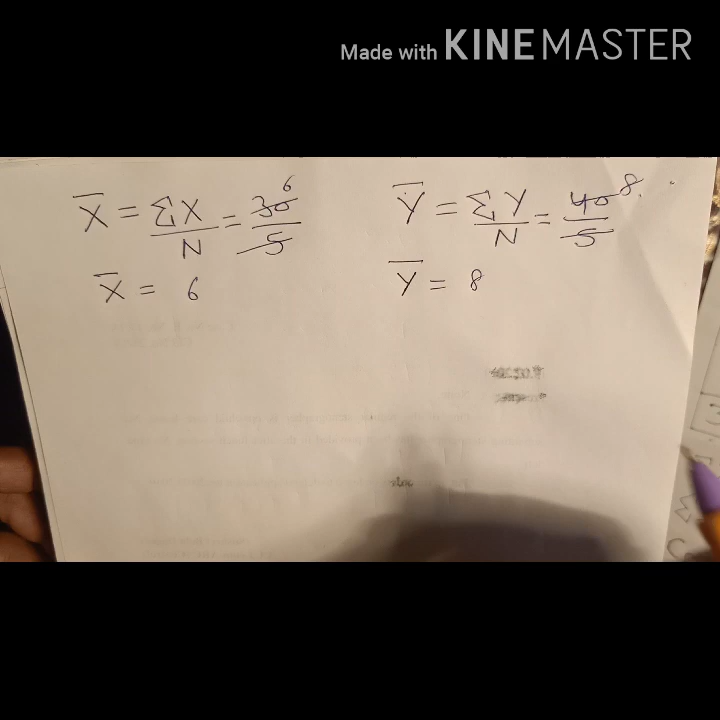 Made with KINEMASTER
X̄ = ΣX/N = 30/5 6    Ȳ = ΣY/N = 40/5 8.
X̄ = 6    Ȳ = 8